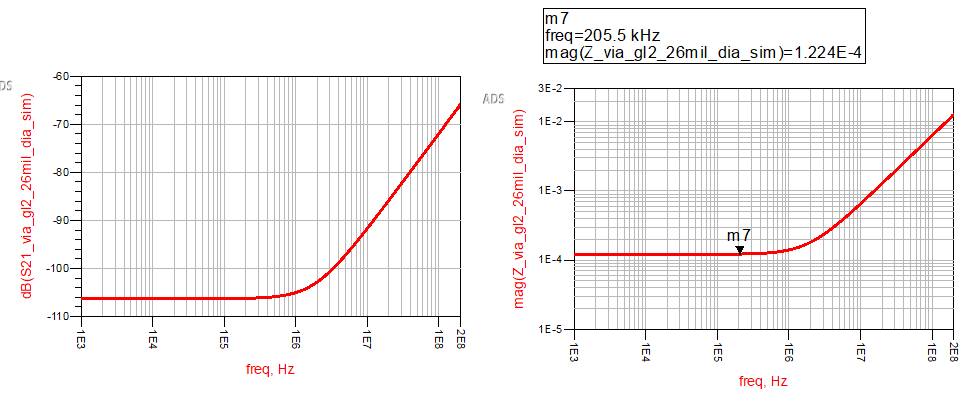 m7
freq=205.5 kHz
mag(Z_via_gl2_26mil_dia_sim)=1.224E-4
DS
dB(S21_via_gl2_26mil_dia_sim)
-60
-70
-80
-90
-100
-110
1E3
1E4
1E5
1E6
1E7
1E8
2E8
freq, Hz
ADS
mag(Z_via_gl2_26mil_dia_sim)
3E-2
1E-2
1E-3
1E-4
1E-5
m7
1E3
1E4
1E5
1E6
1E7
1E8
2E8
freq, Hz